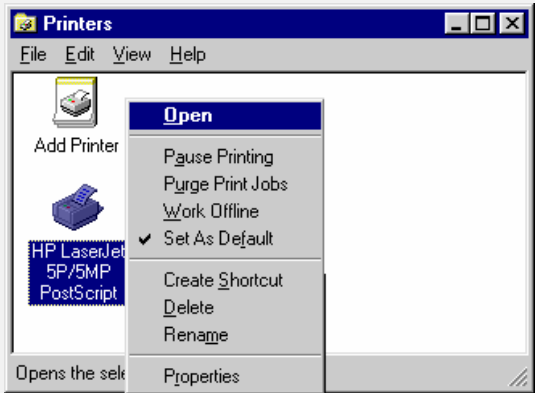 Printers
File Edit View Help
Add Printer
HP LaserJet
5P/5MP
PostScript
Open
Pause Printing
Purge Print Jobs
Work Offline
Set As Default
Create Shortcut
Delete
Rename
Properties
Opens the sele